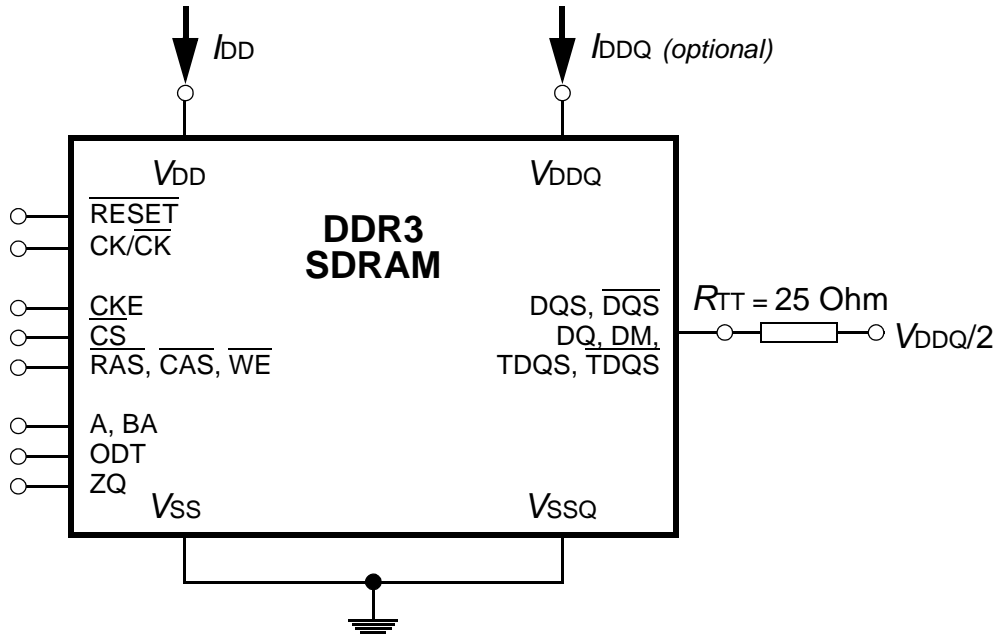 IDD
IDDQ (optional)
VDD
VDDQ
RESET
CK/CK
DDR3
SDRAM
CKE
CS
RAS, CAS, WE
A, BA
ODT
ZQ
DQS, DQS
DQ, DM,
TDQS, TDQS
RTT = 25 Ohm
VDDQ/2
VSS
VSSQ